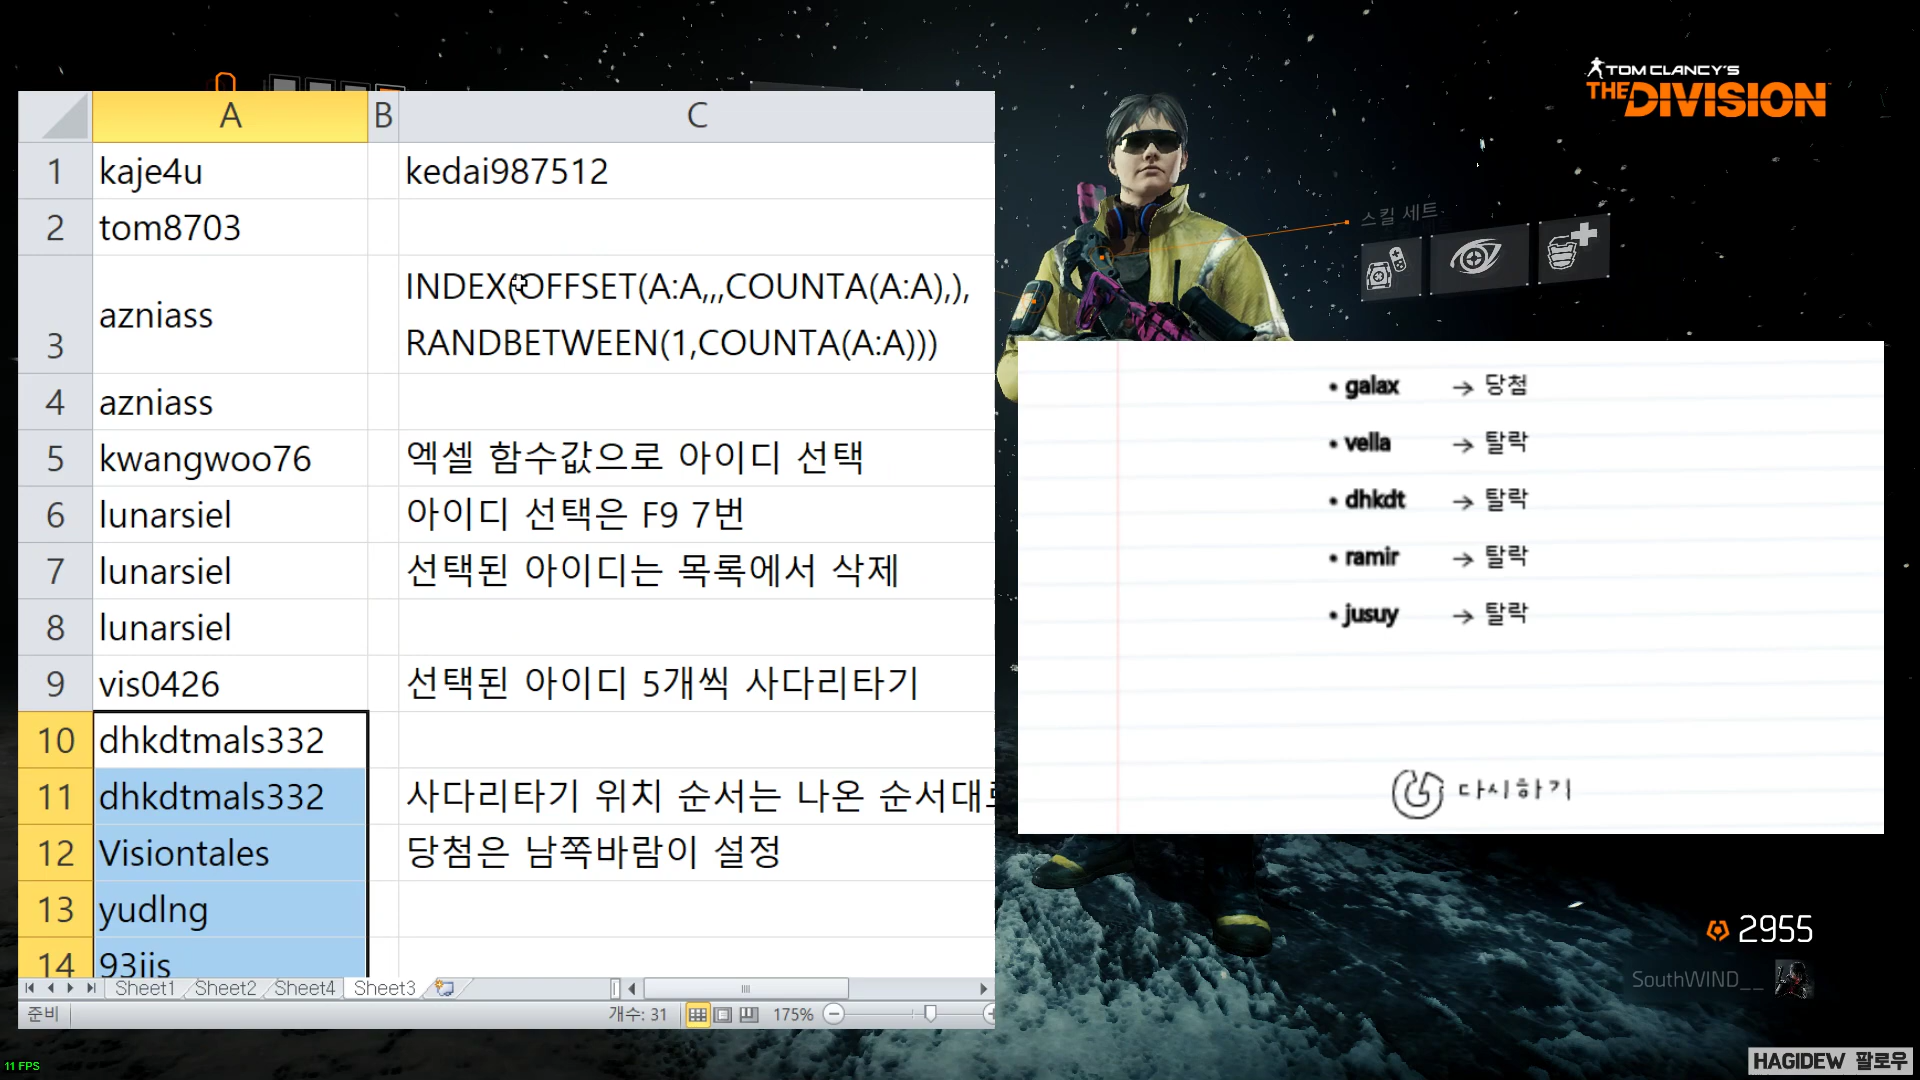 TOM CLANCY'S
THE DIVISION
스킬 세트
A B C
1 kaje4u kedai987512
2 tom8703
3 azniass INDEX(OFFSET(A:A,,,COUNTA(A:A),),
RANDBETWEEN(1,COUNTA(A:A)))
4 azniass
5 kwangwoo76 엑셀 함수값으로 아이디 선택
6 lunarsiel 아이디 선택은 F9 7번
7 lunarsiel 선택된 아이디는 목록에서 삭제
8 lunarsiel
9 vis0426 선택된 아이디 5개씩 사다리타기
10 dhkdtmals332
11 dhkdtmals332 사다리타기 위치 순서는 나온 순서대로
12 Visiontales 당첨은 남쪽바람이 설정
13 yudlng
14 93jjs
Sheet1 Sheet2 Sheet4 Sheet3
준비 개수: 31 175%
• galax → 당첨
• vella → 탈락
• dhkdt → 탈락
• ramir → 탈락
• jusuy → 탈락
다시하기
2955
SouthWIND__
11 FPS
HAGIDEW 팔로우